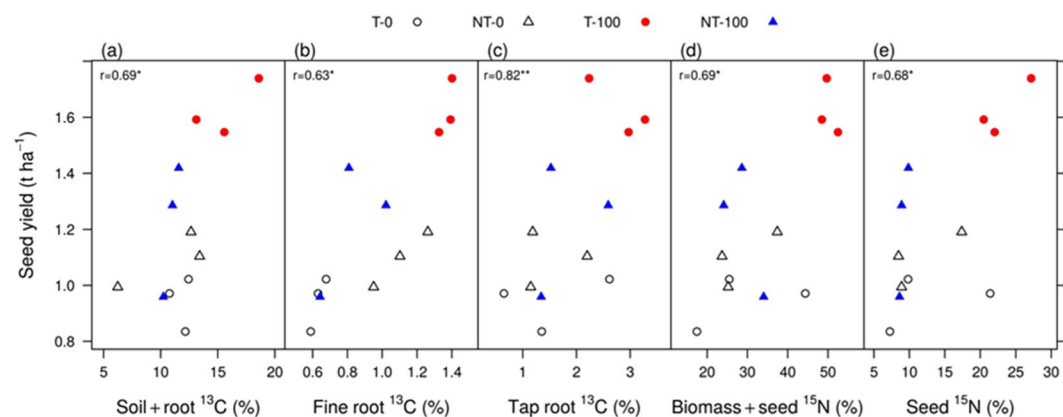 T-0 NT-0 T-100 NT-100
(a) (b) (c) (d) (e)
r=0.69* r=0.63* r=0.82** r=0.69* r=0.68*
Seed yield (t ha⁻¹)
1.6
1.4
1.2
1.0
0.8
5 10 15 20 0.6 0.8 1.0 1.2 1.4 1 2 3 20 30 40 50 5 10 15 20 25 30
Soil+root ¹³C (%) Fine root ¹³C (%) Tap root ¹³C (%) Biomass+seed ¹⁵N (%) Seed ¹⁵N (%)